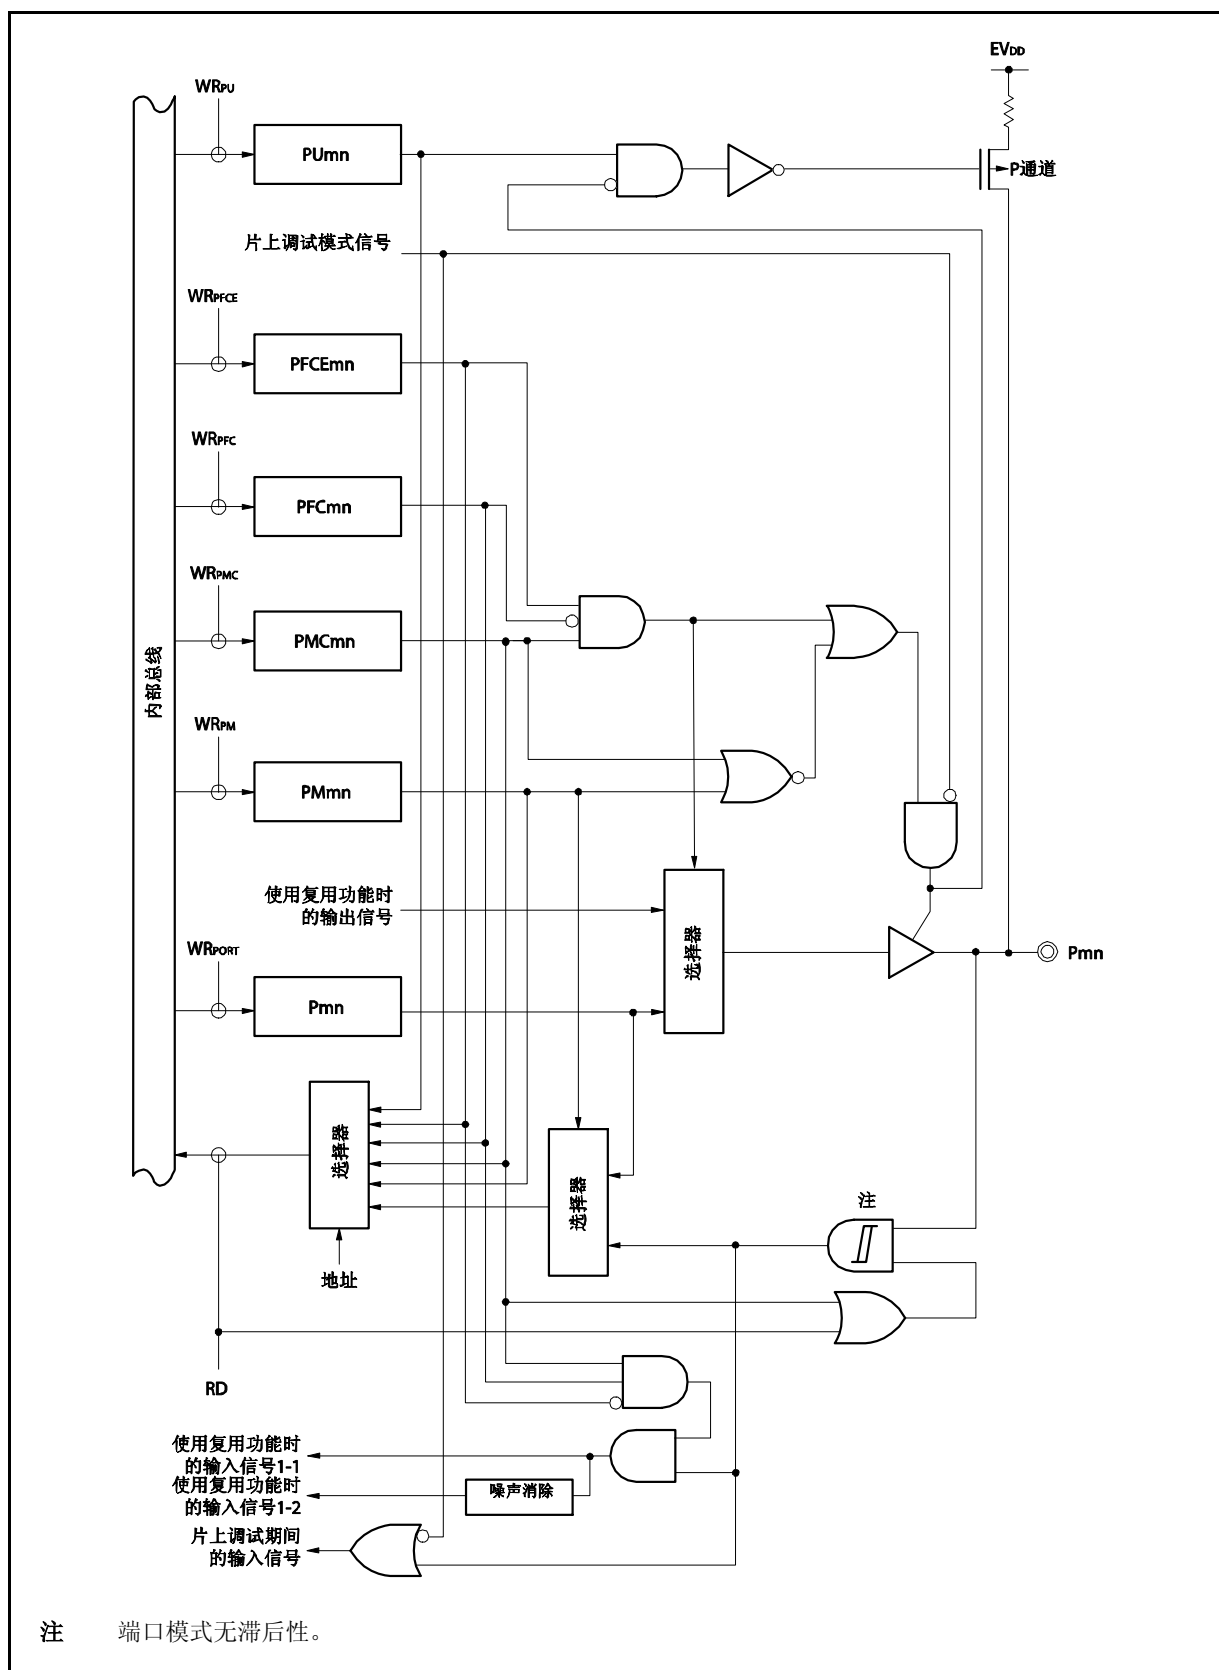 EVDD
WRPU
PUmn
P通道
片上调试模式信号
WRPFCE
PFCEmn
WRPFC
PFCmn
WRPMC
PMCmn
内部总线
WRPM
PMmn
使用复用功能时
的输出信号
选择器
WRPORT
Pmn
Pmn
选择器
选择器
注
地址
RD
使用复用功能时
的输入信号1-1
使用复用功能时
的输入信号1-2
噪声消除
片上调试期间
的输入信号
注 端口模式无滞后性。